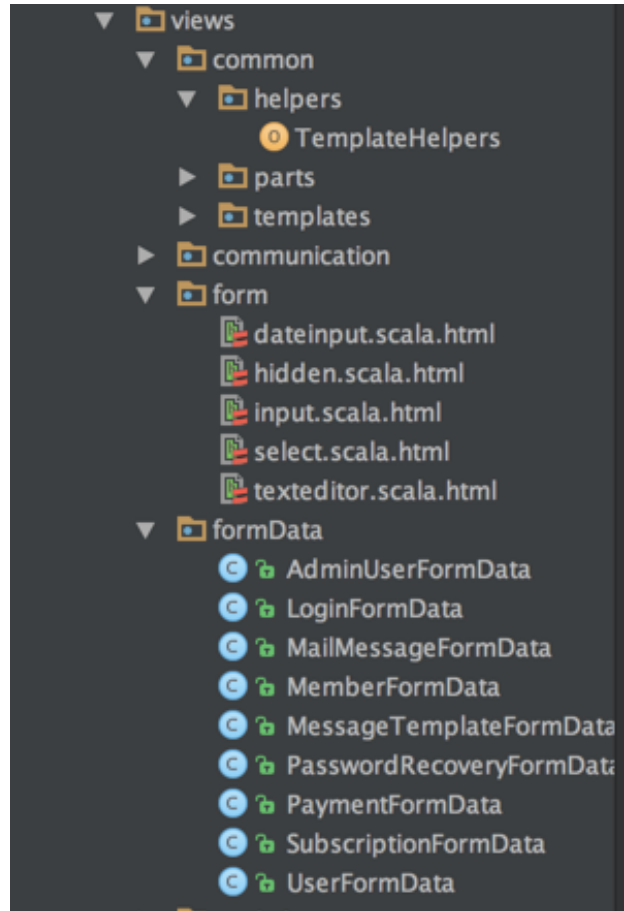 views
common
helpers
TemplateHelpers
parts
templates
communication
form
dateinput.scala.html
hidden.scala.html
input.scala.html
select.scala.html
texteditor.scala.html
formData
AdminUserFormData
LoginFormData
MailMessageFormData
MemberFormData
MessageTemplateFormData
PasswordRecoveryFormData
PaymentFormData
SubscriptionFormData
UserFormData